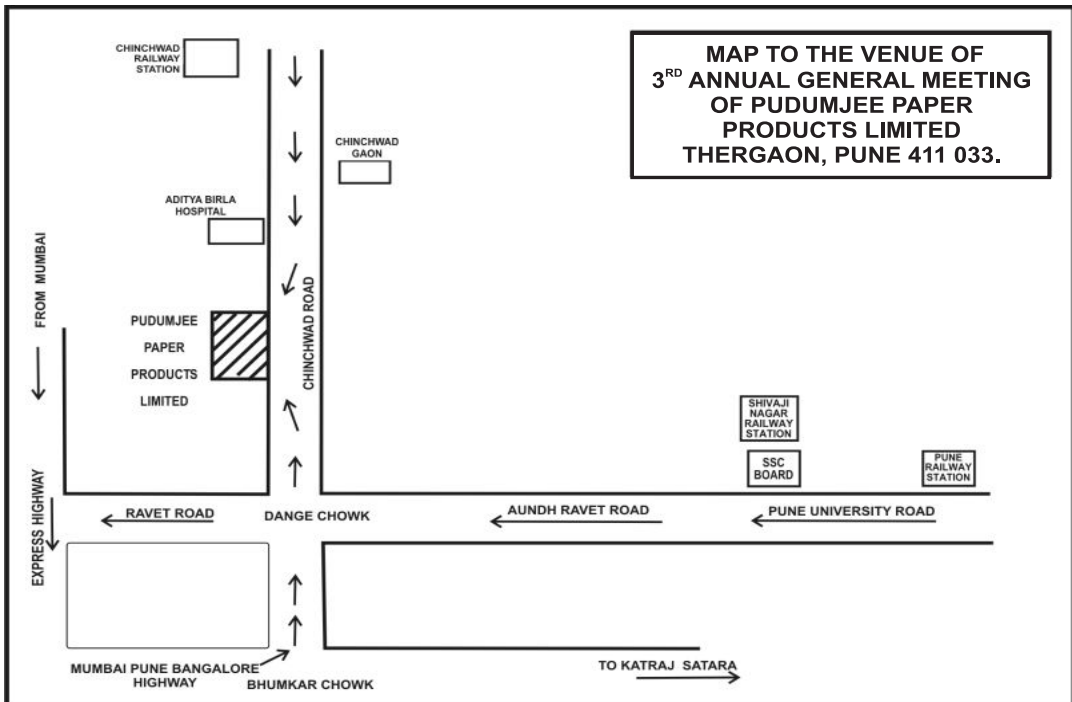 CHINCHWAD
RAILWAY
STATION
MAP TO THE VENUE OF
3RD ANNUAL GENERAL MEETING
OF PUDUMJEE PAPER
PRODUCTS LIMITED
THERGAON, PUNE 411 033.
CHINCHWAD
GAON
ADITYA BIRLA
HOSPITAL
FROM MUMBAI
CHINCHWAD ROAD
PUDUMJEE
PAPER
PRODUCTS
LIMITED
SHIVAJI
NAGAR
RAILWAY
STATION
SSC
BOARD
PUNE
RAILWAY
STATION
EXPRESS HIGHWAY
RAVET ROAD
DANGE CHOWK
AUNDH RAVET ROAD
PUNE UNIVERSITY ROAD
MUMBAI PUNE BANGALORE
HIGHWAY
BHUMKAR CHOWK
TO KATRAJ SATARA